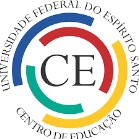 UNIVERSIDADE FEDERAL DO ESPÍRITO SANTO
CE
CENTRO DE EDUCAÇÃO